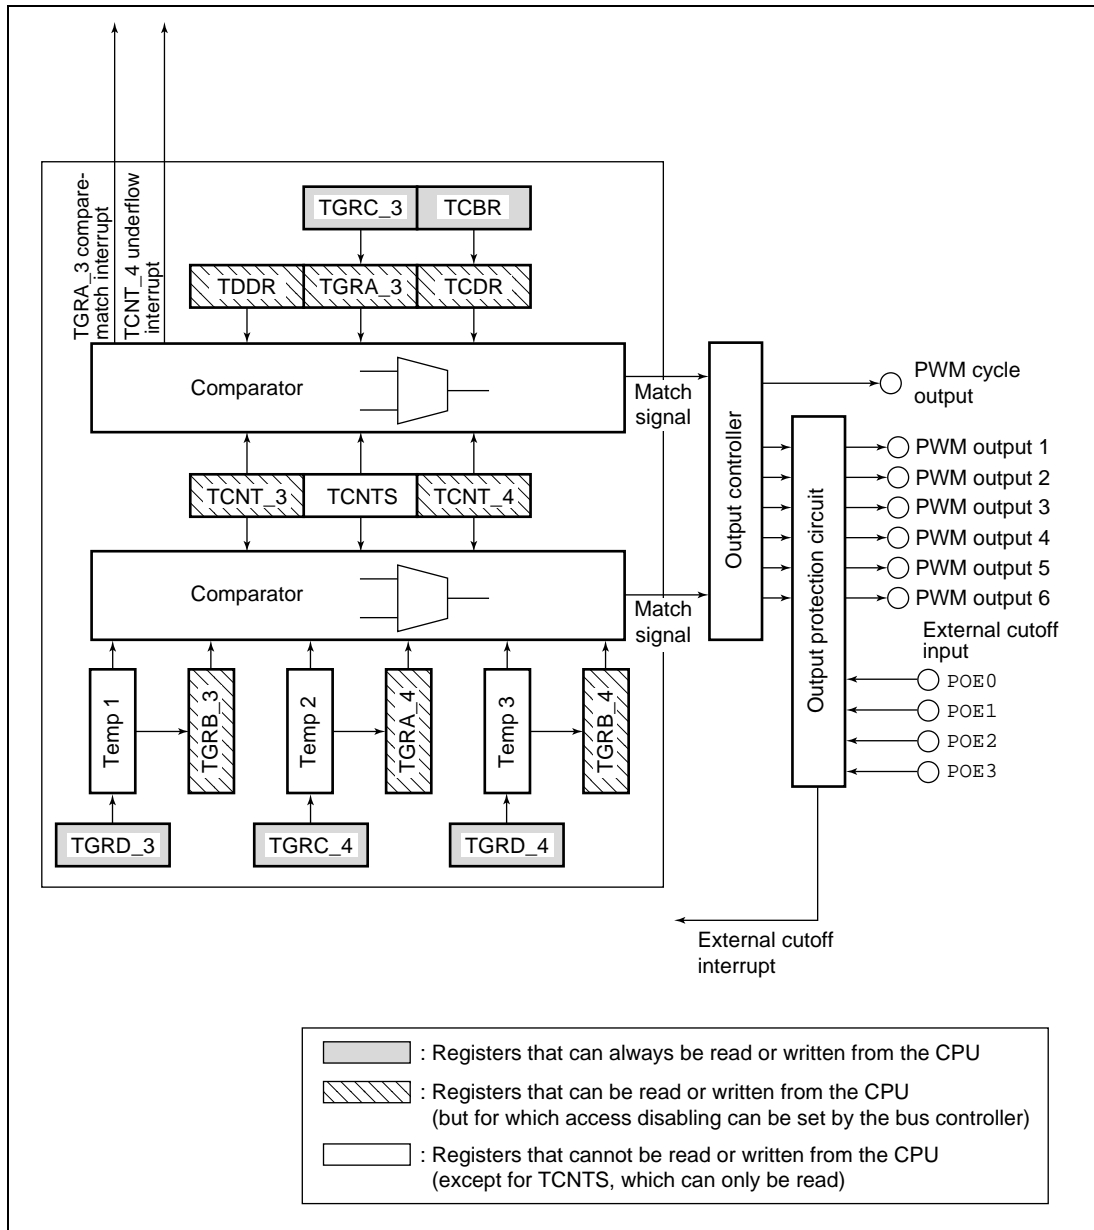 TGRA_3 compare-
match interrupt
TCNT_4 underflow
interrupt
TGRC_3
TCBR
TDDR
TGRA_3
TCDR
Comparator
Match
signal
TCNT_3
TCNTS
TCNT_4
Comparator
Match
signal
Temp 1
TGRB_3
Temp 2
TGRA_4
Temp 3
TGRB_4
TGRD_3
TGRC_4
TGRD_4
Output controller
Output protection circuit
PWM cycle
output
PWM output 1
PWM output 2
PWM output 3
PWM output 4
PWM output 5
PWM output 6
External cutoff
input
POE0
POE1
POE2
POE3
External cutoff
interrupt
: Registers that can always be read or written from the CPU
: Registers that can be read or written from the CPU
(but for which access disabling can be set by the bus controller)
: Registers that cannot be read or written from the CPU
(except for TCNTS, which can only be read)